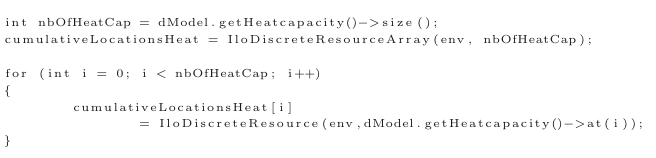 int nbOfHeatCap = dModel.getHeatcapacity()->size();
cumulativeLocationsHeat = IloDiscreteResourceArray(env, nbOfHeatCap);
for (int i = 0; i < nbOfHeatCap; i++)
{
cumulativeLocationsHeat[i]
= IloDiscreteResource(env,dModel.getHeatcapacity()->at(i));
}